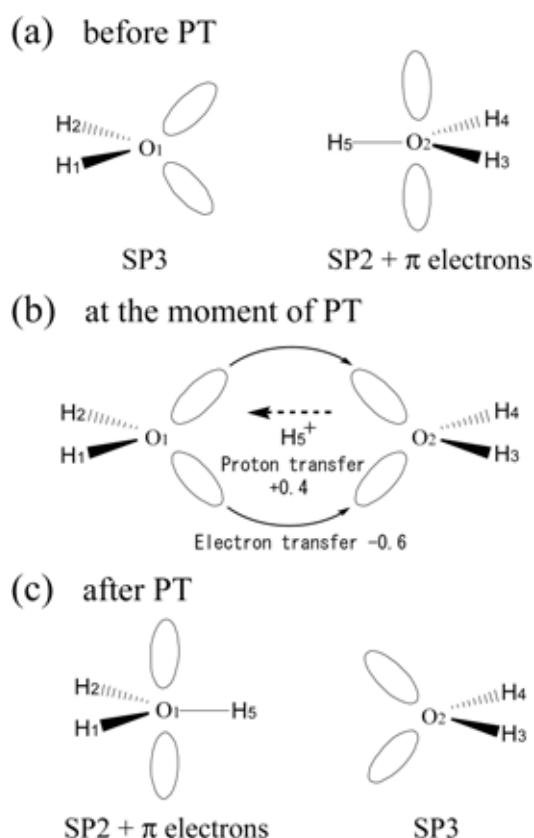 (a) before PT
H2 O1 H1
H5 O2 H4 H3
SP3
SP2 + π electrons
(b) at the moment of PT
H2 O1 H1
H5+
O2 H4 H3
Proton transfer
+0.4
Electron transfer -0.6
(c) after PT
H2 O1 H1 H5
O2 H4 H3
SP2 + π electrons
SP3